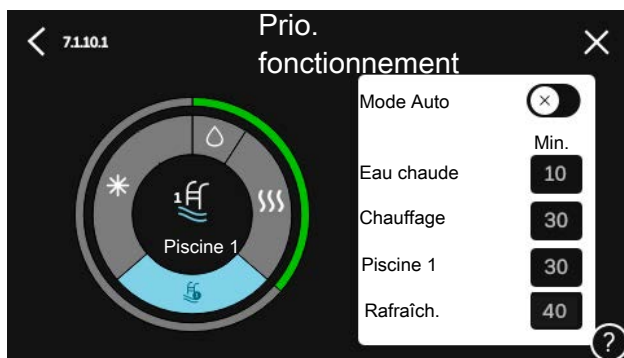 7.1.10.1
Prio.
fonctionnement
Mode Auto
Min.
Eau chaude 10
Chauffage 30
Piscine 1 30
Rafraîch. 40
1
Piscine 1
?